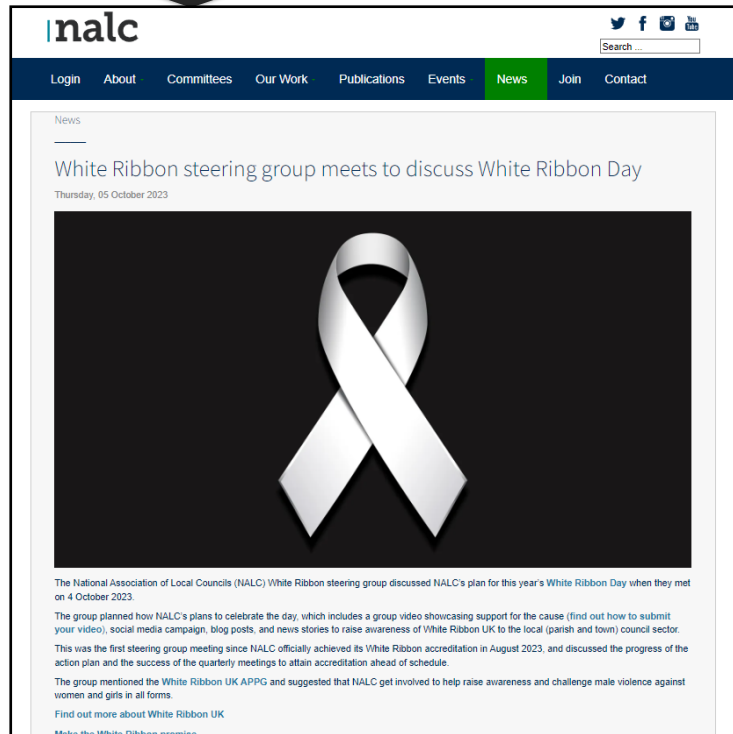 nalc
You
Tube
Search ...
Login About Committees Our Work Publications Events News Join Contact
News
White Ribbon steering group meets to discuss White Ribbon Day
Thursday, 05 October 2023
The National Association of Local Councils (NALC) White Ribbon steering group discussed NALC's plan for this year's White Ribbon Day when they met
on 4 October 2023.
The group planned how NALC's plans to celebrate the day, which includes a group video showcasing support for the cause (find out how to submit
your video), social media campaign, blog posts, and news stories to raise awareness of White Ribbon UK to the local (parish and town) council sector.
This was the first steering group meeting since NALC officially achieved its White Ribbon accreditation in August 2023, and discussed the progress of the
action plan and the success of the quarterly meetings to attain accreditation ahead of schedule.
The group mentioned the White Ribbon UK APPG and suggested that NALC get involved to help raise awareness and challenge male violence against
women and girls in all forms.
Find out more about White Ribbon UK
Make the White Ribbon promise